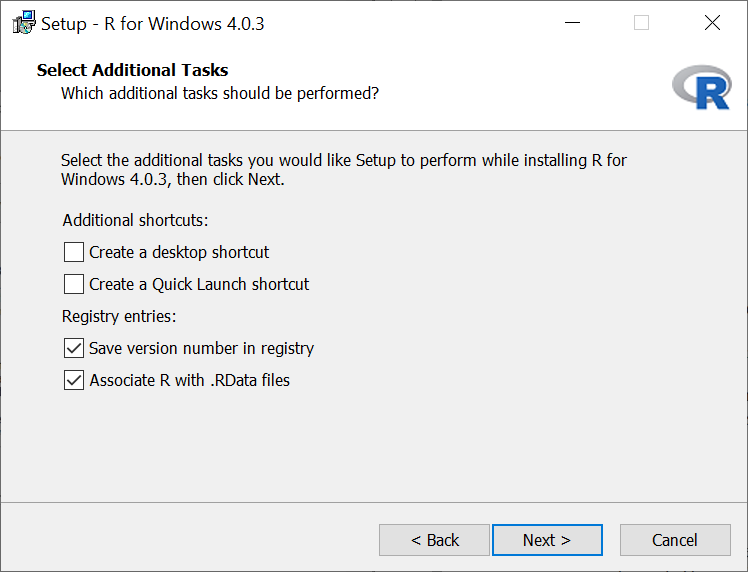 Setup - R for Windows 4.0.3
Select Additional Tasks
Which additional tasks should be performed?
R
Select the additional tasks you would like Setup to perform while installing R for
Windows 4.0.3, then click Next.
Additional shortcuts:
Create a desktop shortcut
Create a Quick Launch shortcut
Registry entries:
Save version number in registry
Associate R with .RData files
< Back
Next >
Cancel